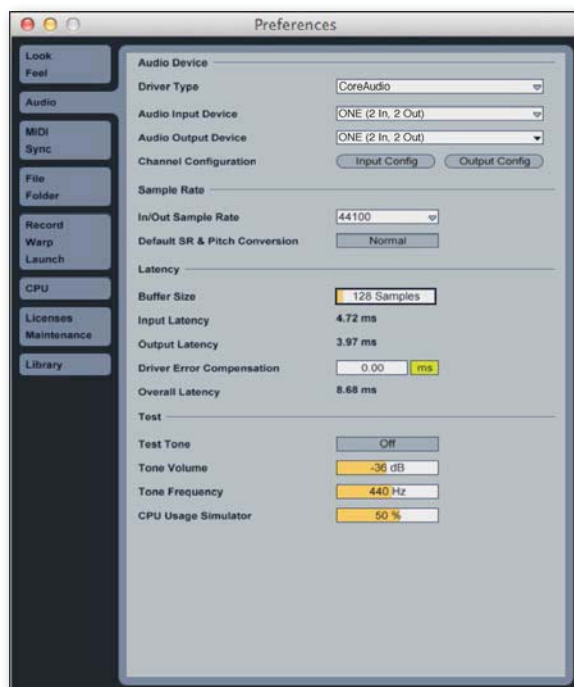 Preferences
Look
Feel
Audio
MIDI
Sync
File
Folder
Record
Warp
Launch
CPU
Licenses
Maintenance
Library
Audio Device
Driver Type CoreAudio
Audio Input Device ONE (2 In, 2 Out)
Audio Output Device ONE (2 In, 2 Out)
Channel Configuration Input Config Output Config
Sample Rate
In/Out Sample Rate 44100
Default SR & Pitch Conversion Normal
Latency
Buffer Size 128 Samples
Input Latency 4.72 ms
Output Latency 3.97 ms
Driver Error Compensation 0.00 ms
Overall Latency 8.68 ms
Test
Test Tone Off
Tone Volume -36 dB
Tone Frequency 440 Hz
CPU Usage Simulator 50 %